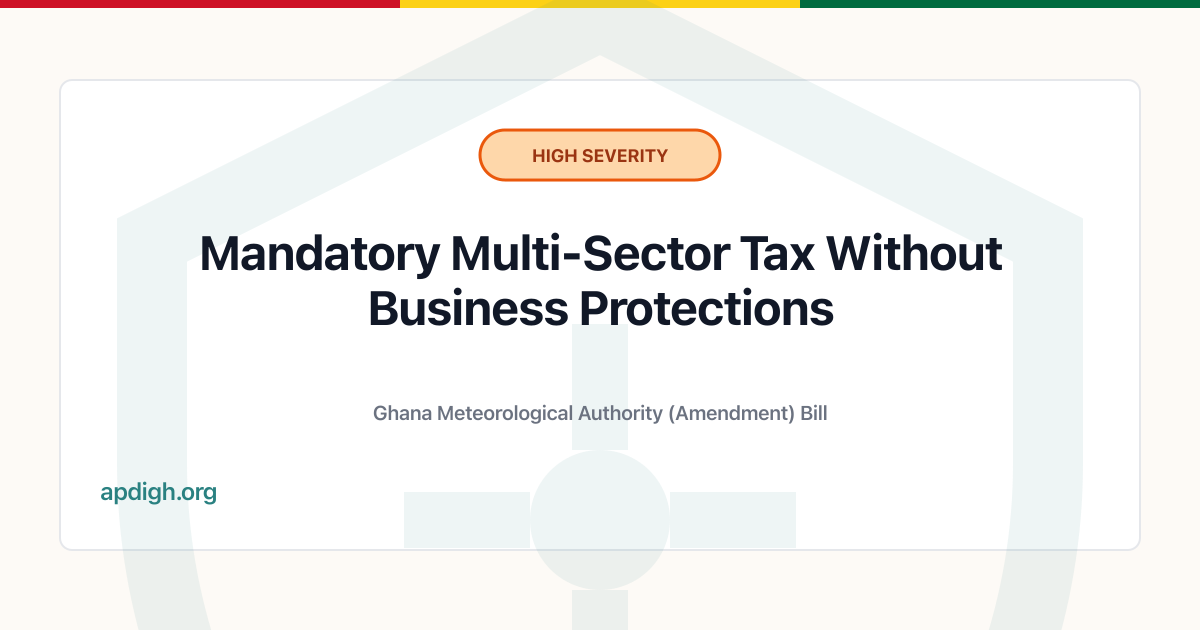 HIGH SEVERITY
Mandatory Multi-Sector Tax Without
Business Protections
Ghana Meteorological Authority (Amendment) Bill
apdigh.org